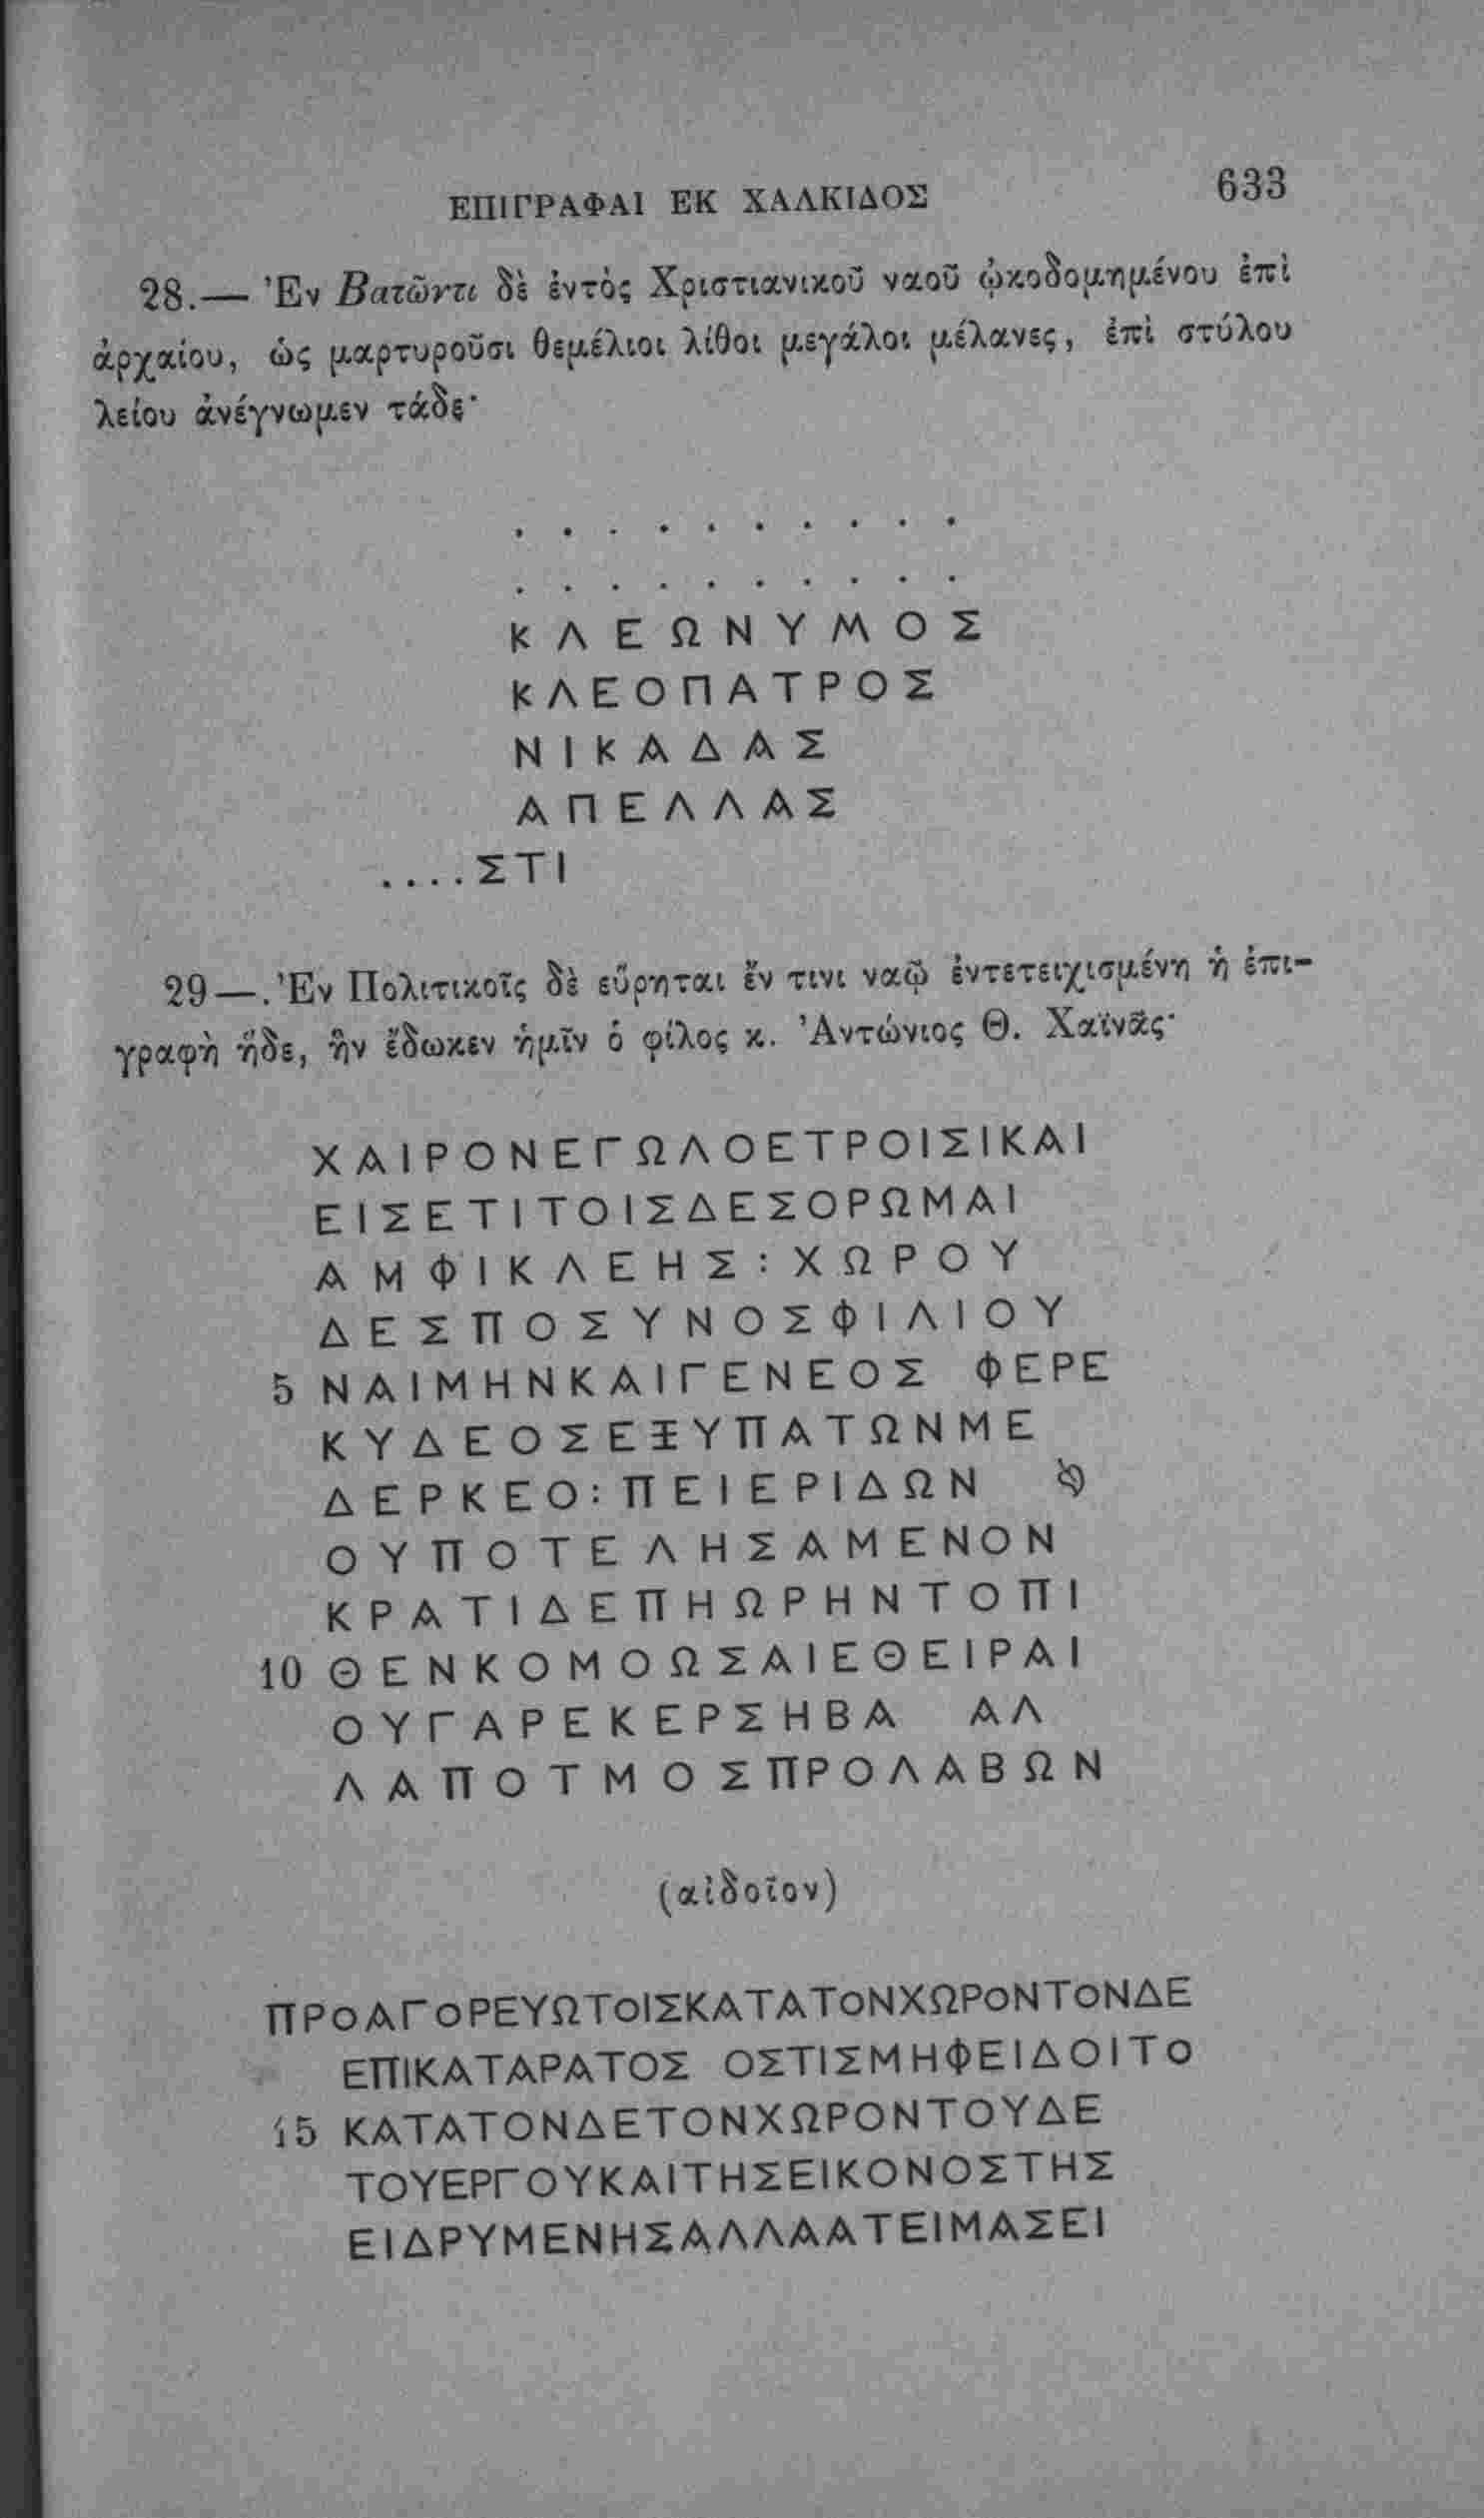 ΕΠΙΓΡΑΦΑΙ ΕΚ ΧΑΛΚΙΔΟΣ 633
28.— Ἐν Βατῶντι δὲ ἐντὸς Χριστιανικοῦ ναοῦ ᾠκοδομημένου ἐπὶ
ἀρχαίου, ὡς μαρτυροῦσι θεμέλιοι λίθοι μεγάλοι μέλανες, ἐπὶ στύλου
λείου ἀνέγνωμεν τάδε·
. . . . . . . . . .
. . . . . . . . . .
ΚΛΕΩΝΥΜΟΣ
ΚΛΕΟΠΑΤΡΟΣ
ΝΙΚΑΔΑΣ
ΑΠΕΛΛΑΣ
....ΣΤΙ
29—. Ἐν Πολιτικοῖς δὲ εὕρηται ἔν τινι ναῷ ἐντετειχισμένη ἡ ἐπι-
γραφὴ ἥδε, ἣν ἔδωκεν ἡμῖν ὁ φίλος κ. Ἀντώνιος Θ. Χαϊνᾶς·
ΧΑΙΡΟΝΕΓΩΛΟΕΤΡΟΙΣΙΚΑΙ
ΕΙΣΕΤΙΤΟΙΣΔΕΣΟΡΩΜΑΙ
ΑΜΦΙΚΛΕΗΣ:ΧΩΡΟΥ
ΔΕΣΠΟΣΥΝΟΣΦΙΛΙΟΥ
5 ΝΑΙΜΗΝΚΑΙΓΕΝΕΟΣ ΦΕΡΕ
ΚΥΔΕΟΣΕΞΥΠΑΤΩΝΜΕ
ΔΕΡΚΕΟ:ΠΕΙΕΡΙΔΩΝ
ΟΥΠΟΤΕΛΗΣΑΜΕΝΟΝ
ΚΡΑΤΙΔΕΠΗΩΡΗΝΤΟΠΙ
10 ΘΕΝΚΟΜΟΩΣΑΙΕΘΕΙΡΑΙ
ΟΥΓΑΡΕΚΕΡΣΗΒΑ ΑΛ
ΛΑΠΟΤΜΟΣΠΡΟΛΑΒΩΝ
(αἰδοῖον)
ΠΡΟΑΓΟΡΕΥΩΤΟΙΣΚΑΤΑΤΟΝΧΩΡΟΝΤΟΝΔΕ
ΕΠΙΚΑΤΑΡΑΤΟΣ ΟΣΤΙΣΜΗΦΕΙΔΟΙΤΟ
15 ΚΑΤΑΤΟΝΔΕΤΟΝΧΩΡΟΝΤΟΥΔΕ
ΤΟΥΕΡΓΟΥΚΑΙΤΗΣΕΙΚΟΝΟΣΤΗΣ
ΕΙΔΡΥΜΕΝΗΣΑΛΛΑΑΤΕΙΜΑΣΕΙ